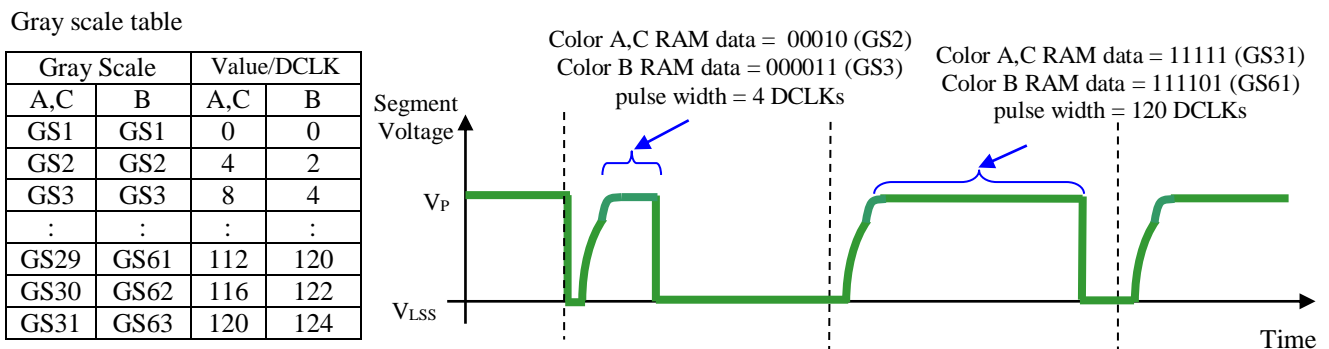 Gray scale table
Gray Scale Value/DCLK
A,C B A,C B
GS1 GS1 0 0
GS2 GS2 4 2
GS3 GS3 8 4
: : : :
GS29 GS61 112 120
GS30 GS62 116 122
GS31 GS63 120 124
Color A,C RAM data = 00010 (GS2)
Color B RAM data = 000011 (GS3)
pulse width = 4 DCLKs
Color A,C RAM data = 11111 (GS31)
Color B RAM data = 111101 (GS61)
pulse width = 120 DCLKs
Segment
Voltage
VP
VLSS
Time